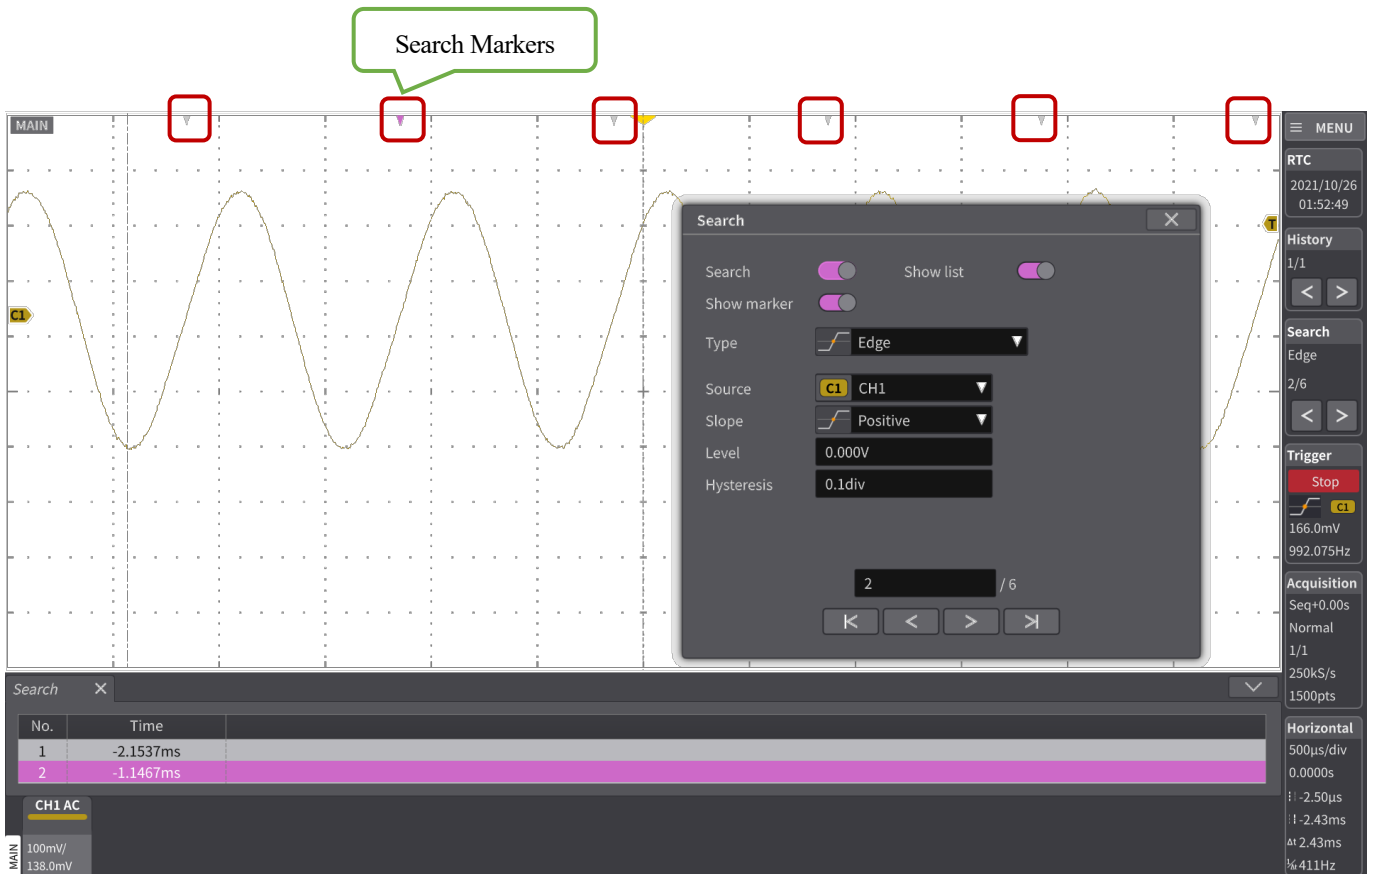 Search Markers
MAIN
C1
T
Search
Search
Show list
Show marker
Type
Edge
Source
C1 CH1
Slope
Positive
Level
0.000V
Hysteresis
0.1div
2 / 6
MENU
RTC
2021/10/26
01:52:49
History
1/1
Search
Edge
2/6
Trigger
Stop
C1
166.0mV
992.075Hz
Acquisition
Seq+0.00s
Normal
1/1
250kS/s
1500pts
Horizontal
500µs/div
0.0000s
-2.50µs
-2.43ms
Δt 2.43ms
⅟Δt 411Hz
Search
No. Time
1 -2.1537ms
2 -1.1467ms
CH1 AC
100mV/
138.0mV
MAIN